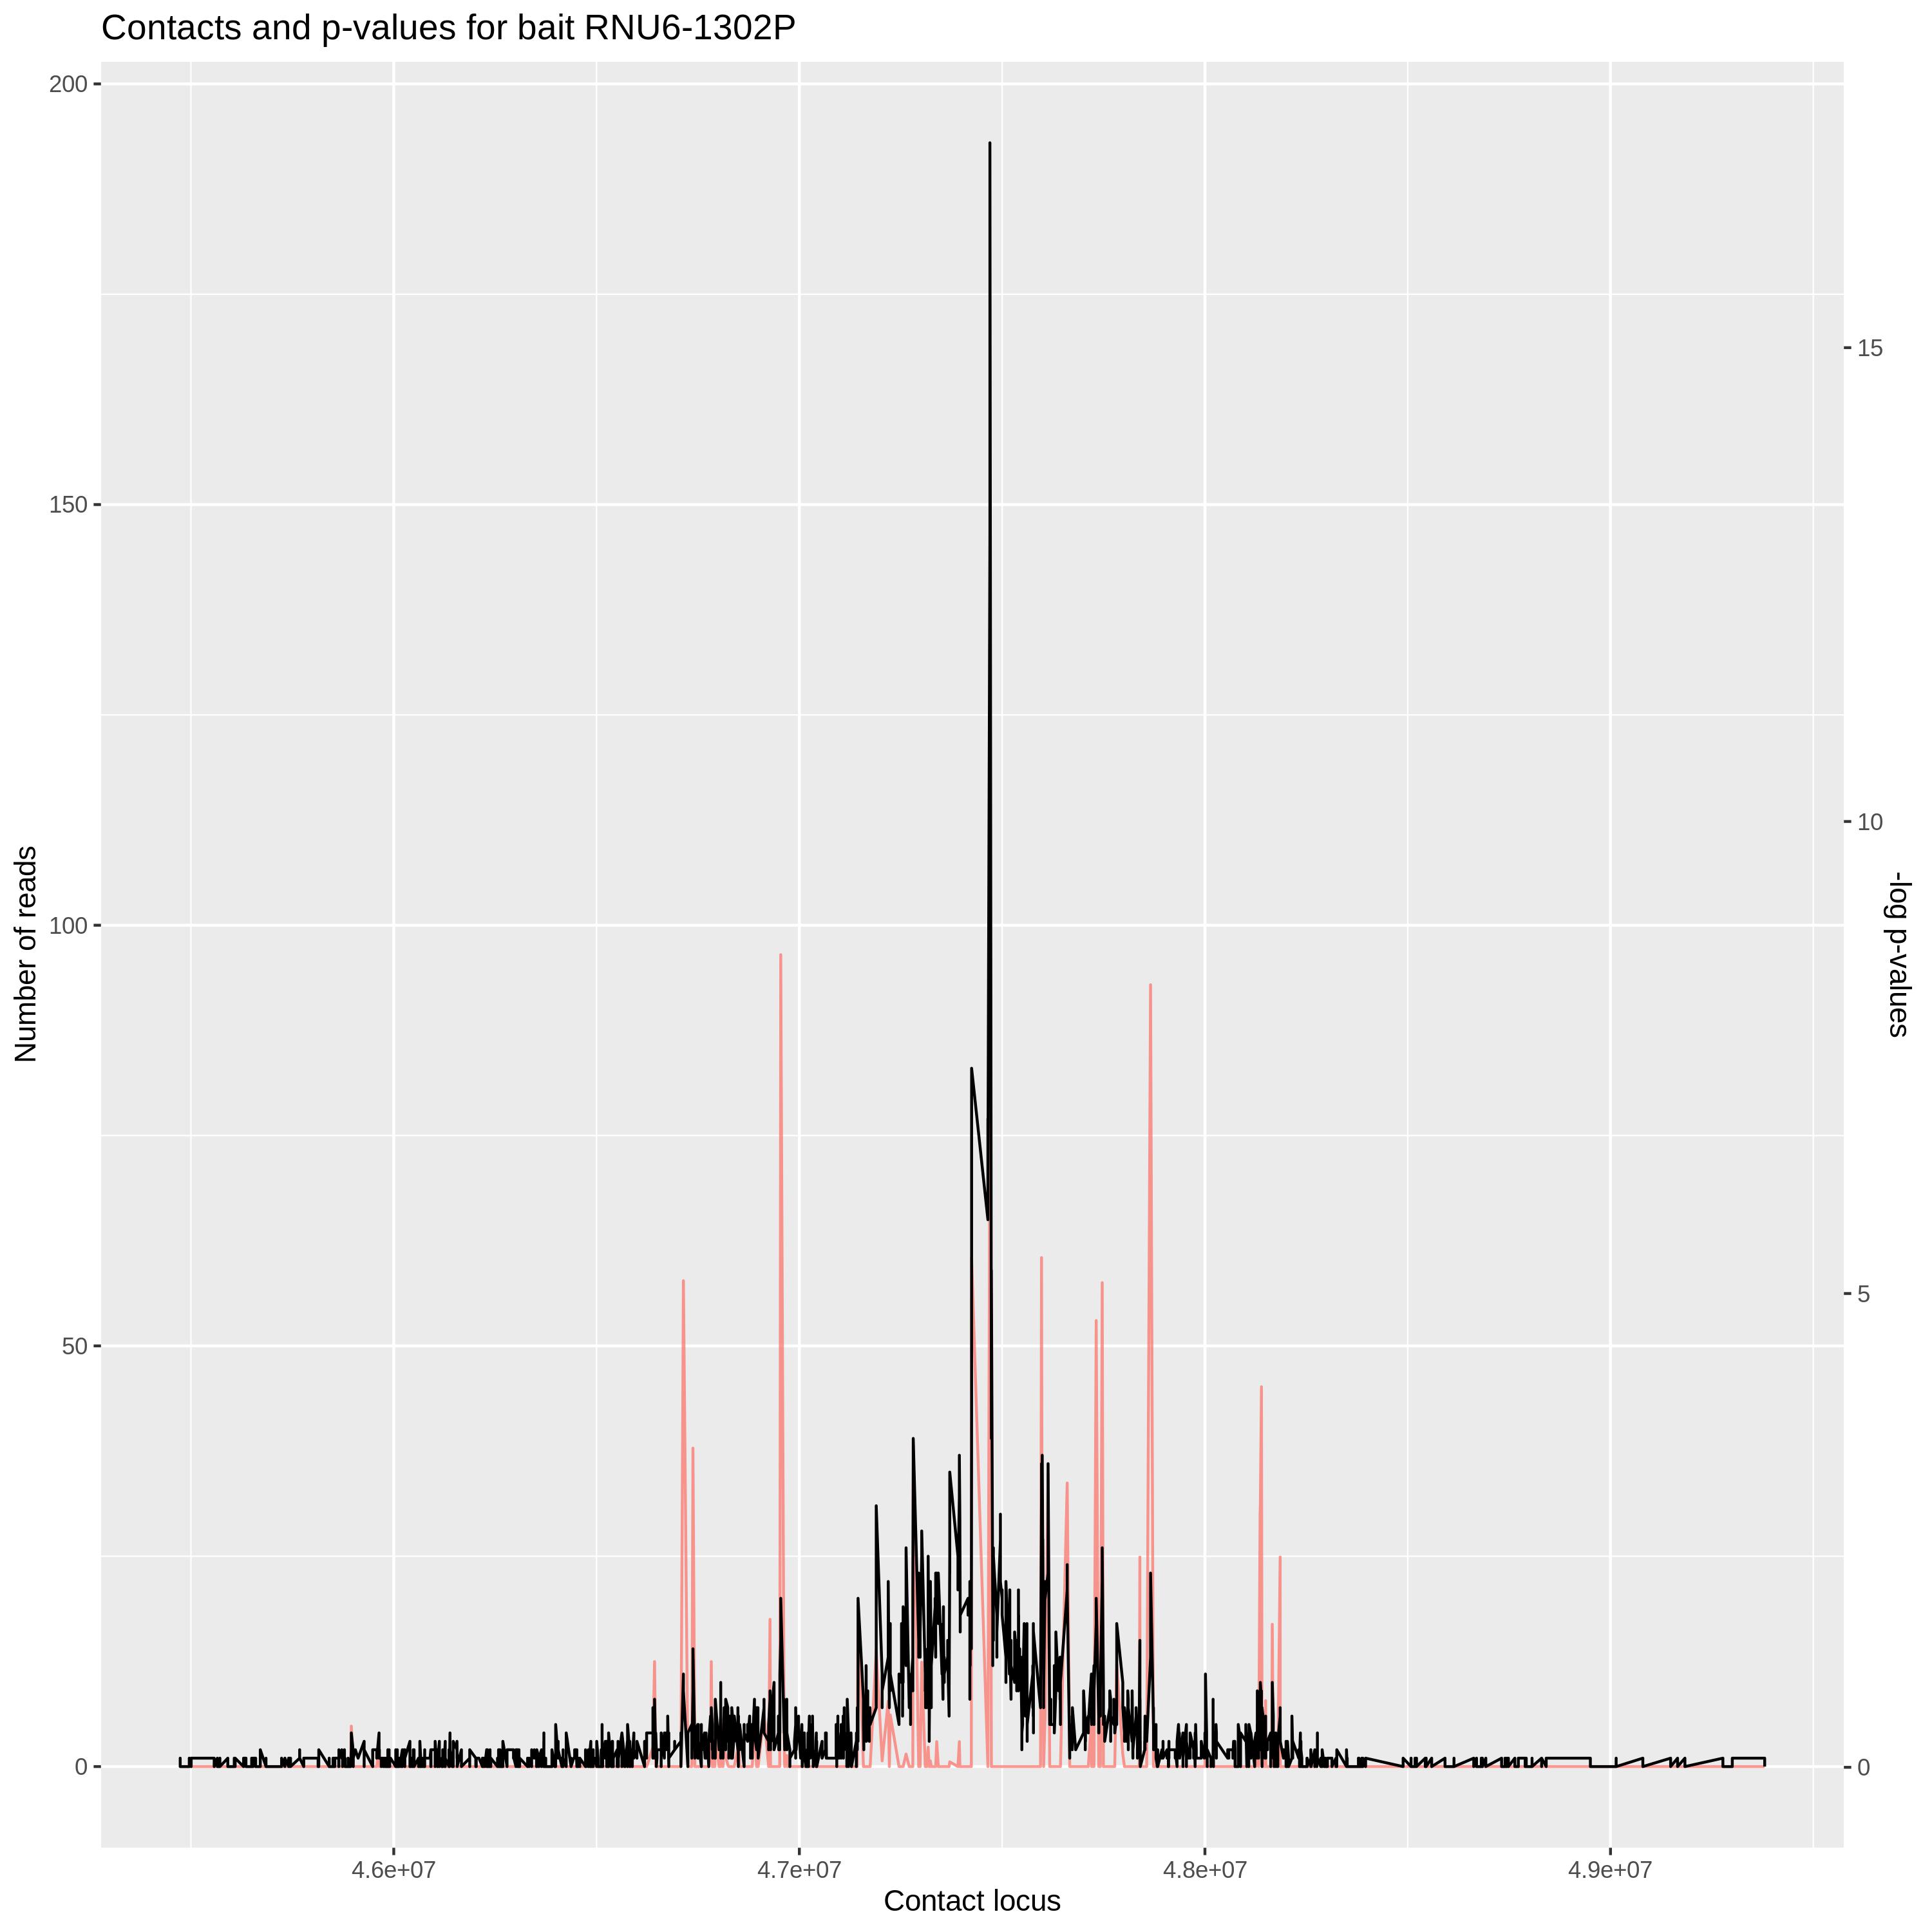 Contacts and p-values for bait RNU6-1302P
200
150
100
50
0
Number of reads
15
10
5
0
-log p-values
4.6e+07 4.7e+07 4.8e+07 4.9e+07
Contact locus